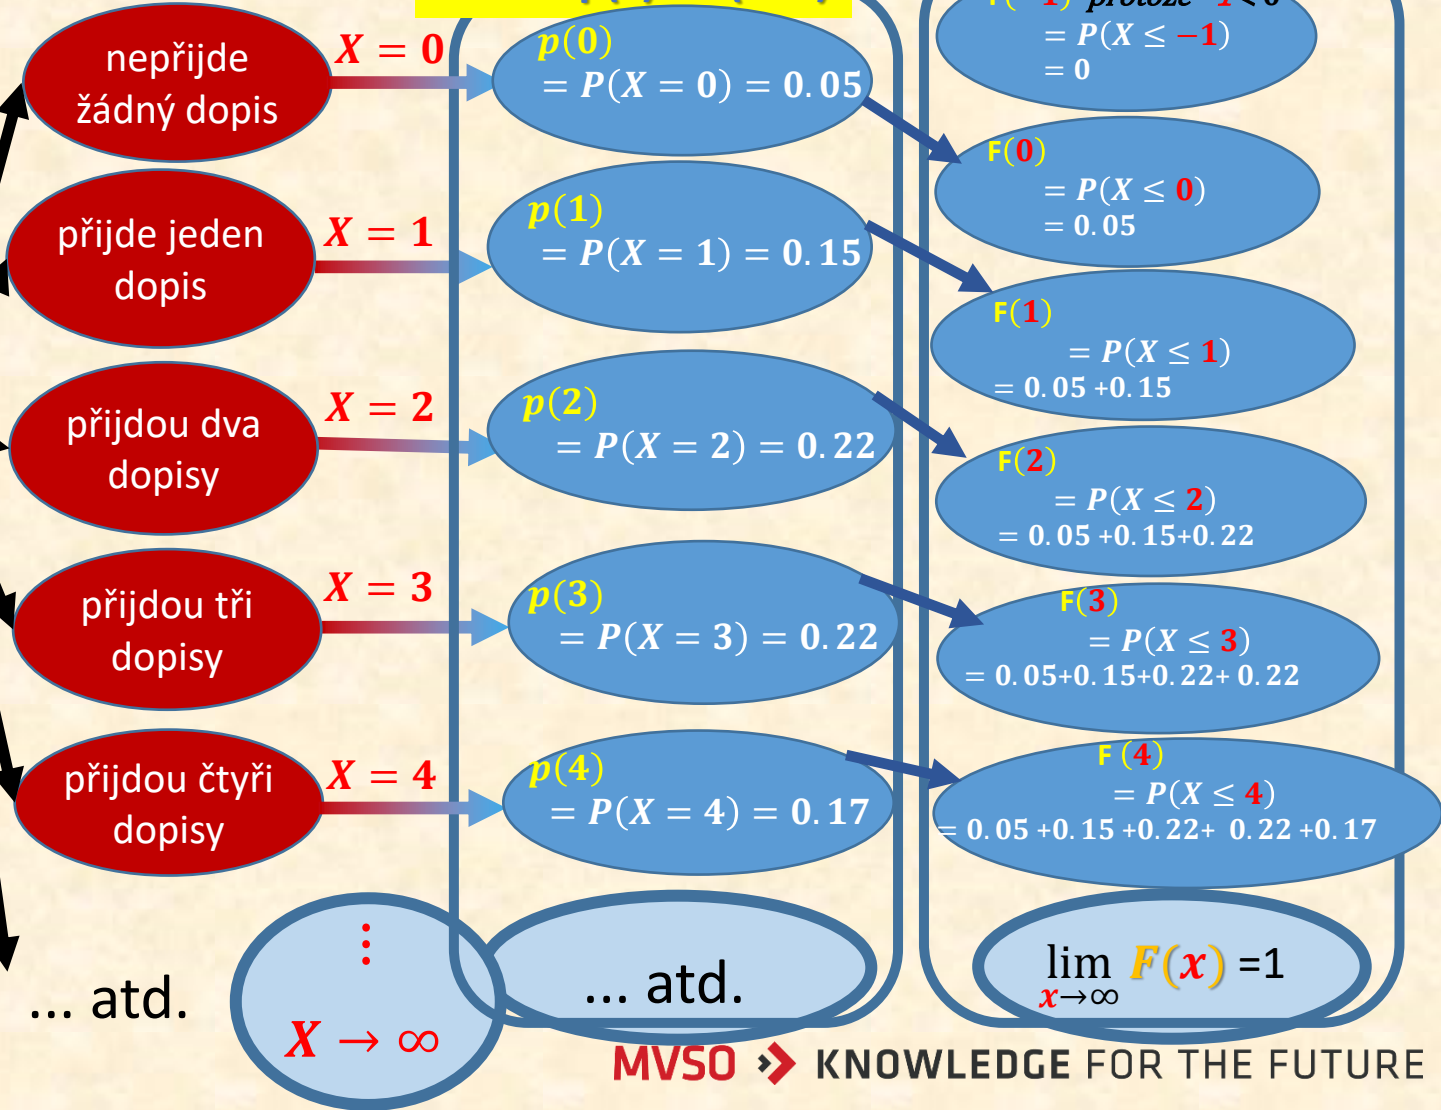 protože -1 < 0
= P(X ≤ −1)
= 0
nepřijde
žádný dopis
X = 0
p(0)
= P(X = 0) = 0.05
F(0)
= P(X ≤ 0)
= 0.05
přijde jeden
dopis
X = 1
p(1)
= P(X = 1) = 0.15
F(1)
= P(X ≤ 1)
= 0.05 +0.15
přijdou dva
dopisy
X = 2
p(2)
= P(X = 2) = 0.22
F(2)
= P(X ≤ 2)
= 0.05 +0.15+0.22
přijdou tři
dopisy
X = 3
p(3)
= P(X = 3) = 0.22
F(3)
= P(X ≤ 3)
= 0.05+0.15+0.22+ 0.22
přijdou čtyři
dopisy
X = 4
p(4)
= P(X = 4) = 0.17
F (4)
= P(X ≤ 4)
= 0.05 +0.15 +0.22+ 0.22 +0.17
... atd.
⋮
X → ∞
... atd.
lim F(x) =1
x→∞
MVSO KNOWLEDGE FOR THE FUTURE